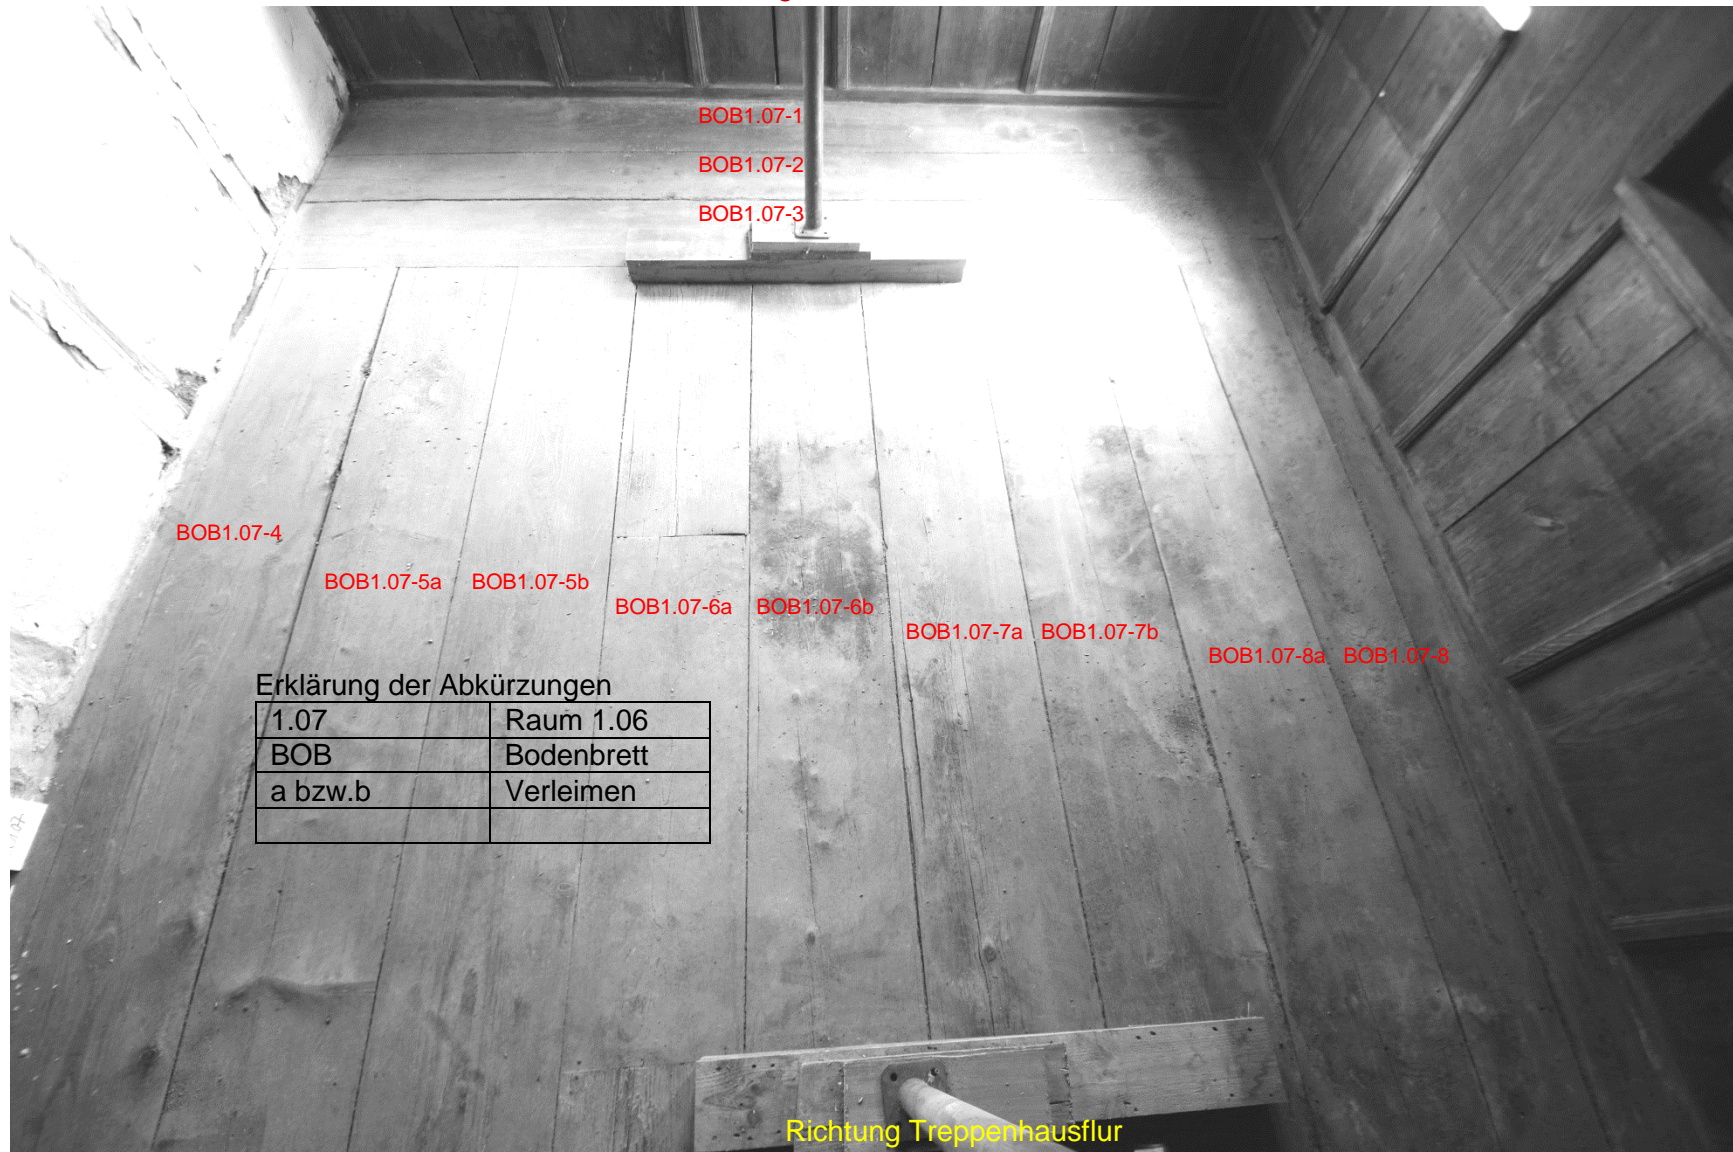 BOB1.07-1
BOB1.07-2
BOB1.07-3
BOB1.07-4
BOB1.07-5a BOB1.07-5b
BOB1.07-6a BOB1.07-6b
BOB1.07-7a BOB1.07-7b
BOB1.07-8a BOB1.07-8
Erklärung der Abkürzungen
1.07 Raum 1.06
BOB Bodenbrett
a bzw.b Verleimen
Richtung Treppenhausflur